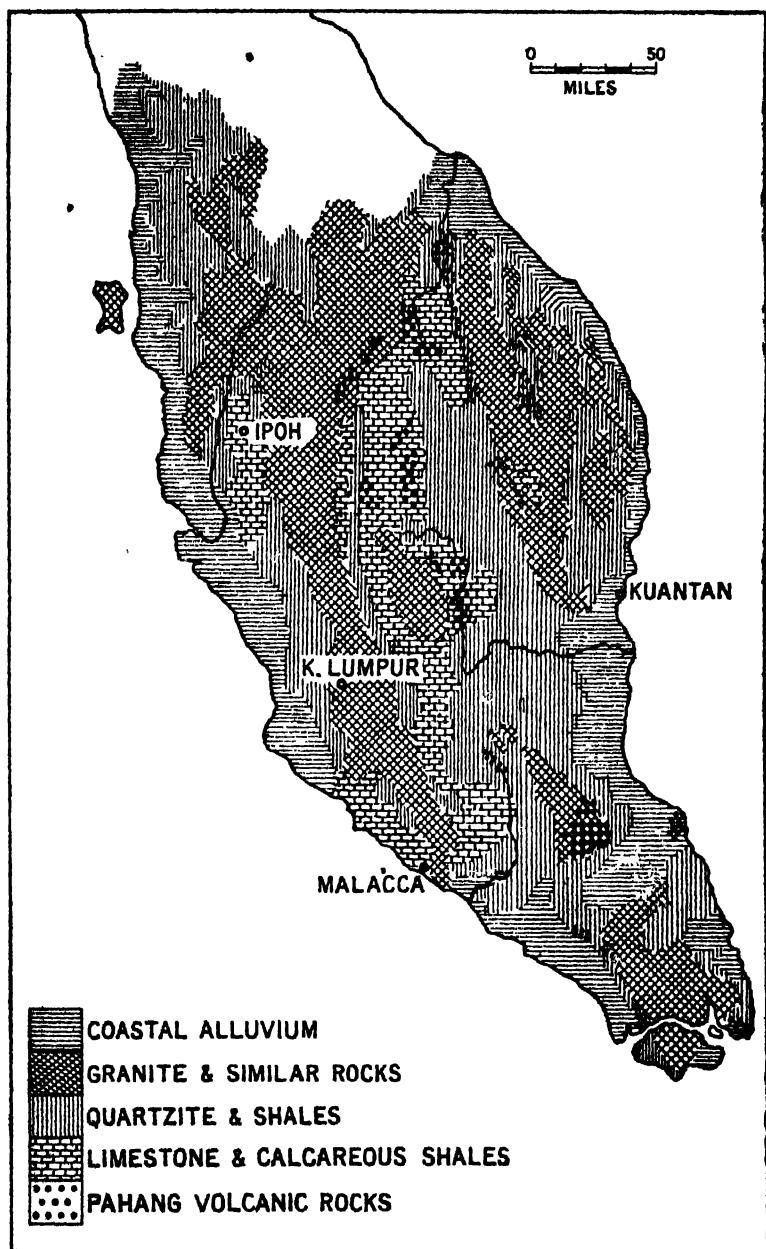 0 50
MILES
IPOH
KUANTAN
K. LUMPUR
MALACCA
COASTAL ALLUVIUM
GRANITE & SIMILAR ROCKS
QUARTZITE & SHALES
LIMESTONE & CALCAREOUS SHALES
PAHANG VOLCANIC ROCKS